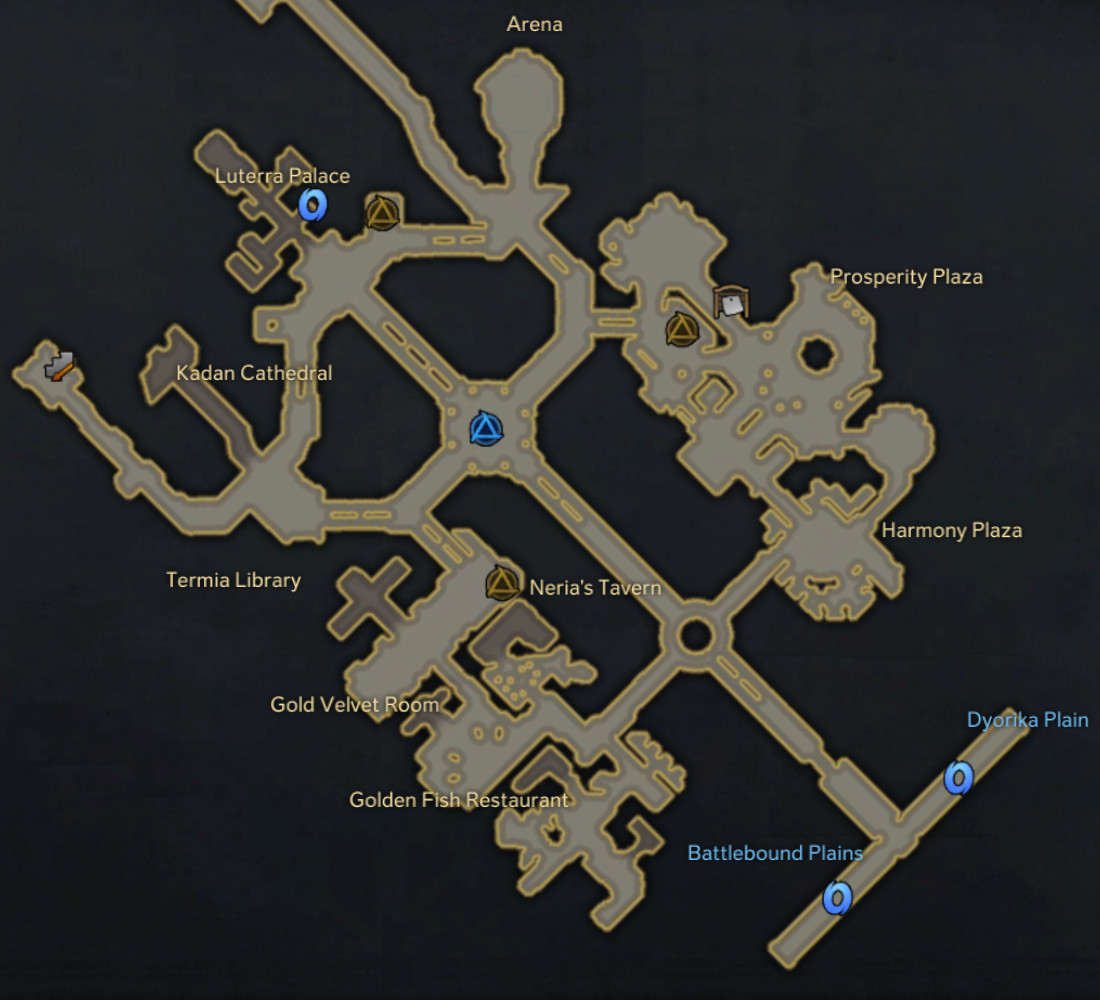 Arena
Luterra Palace
Prosperity Plaza
Kadan Cathedral
Harmony Plaza
Termia Library
Neria's Tavern
Gold Velvet Room
Dyorika Plain
Golden Fish Restaurant
Battlebound Plains